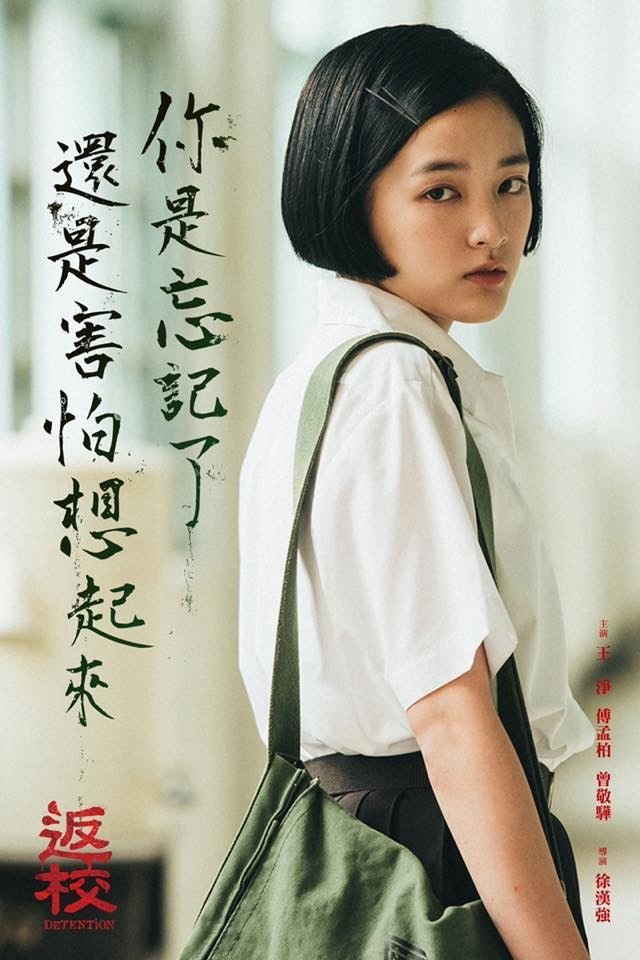 你是忘記了
還是害怕想起來
主演 王淨 傅孟柏 曾敬驊
導演 徐漢強
返校
DETENTION